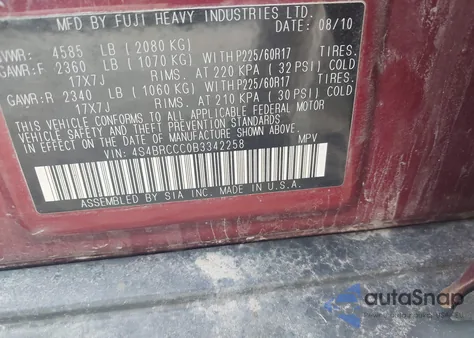 MFD BY FUJI HEAVY INDUSTRIES LTD.
DATE: 08/10
GVWR: 4585 LB (2080 KG)
GAWR:F 2360 LB (1070 KG) WITH P225/60R17 TIRES.
17X7J RIMS. AT 220 KPA (32 PSI) COLD
GAWR:R 2340 LB (1060 KG) WITH P225/60R17 TIRES.
17X7J RIMS. AT 210 KPA (30 PSI) COLD
THIS VEHICLE CONFORMS TO ALL APPLICABLE FEDERAL MOTOR
VEHICLE SAFETY AND THEFT PREVENTION STANDARDS
IN EFFECT ON THE DATE OF MANUFACTURE SHOWN ABOVE.
VIN: 4S4BRCCC0B3342258 MPV
ASSEMBLED BY SIA INC. MADE IN U.S.A.
autoSnap